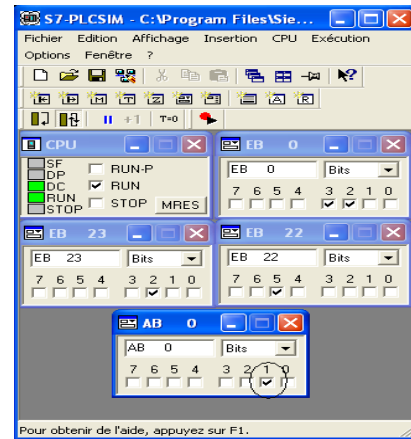 S7-PLCSIM - C:\Program Files\Sie...
Fichier Edition Affichage Insertion CPU Exécution
Options Fenêtre ?
+1 T=0
CPU
SF
DP
DC
RUN
STOP
RUN-P
RUN
STOP MRES
EB 0
EB 0 Bits
7 6 5 4 3 2 1 0
EB 23
EB 23 Bits
7 6 5 4 3 2 1 0
EB 22
EB 22 Bits
7 6 5 4 3 2 1 0
AB 0
AB 0 Bits
7 6 5 4 3 2 1 0
Pour obtenir de l'aide, appuyez sur F1.